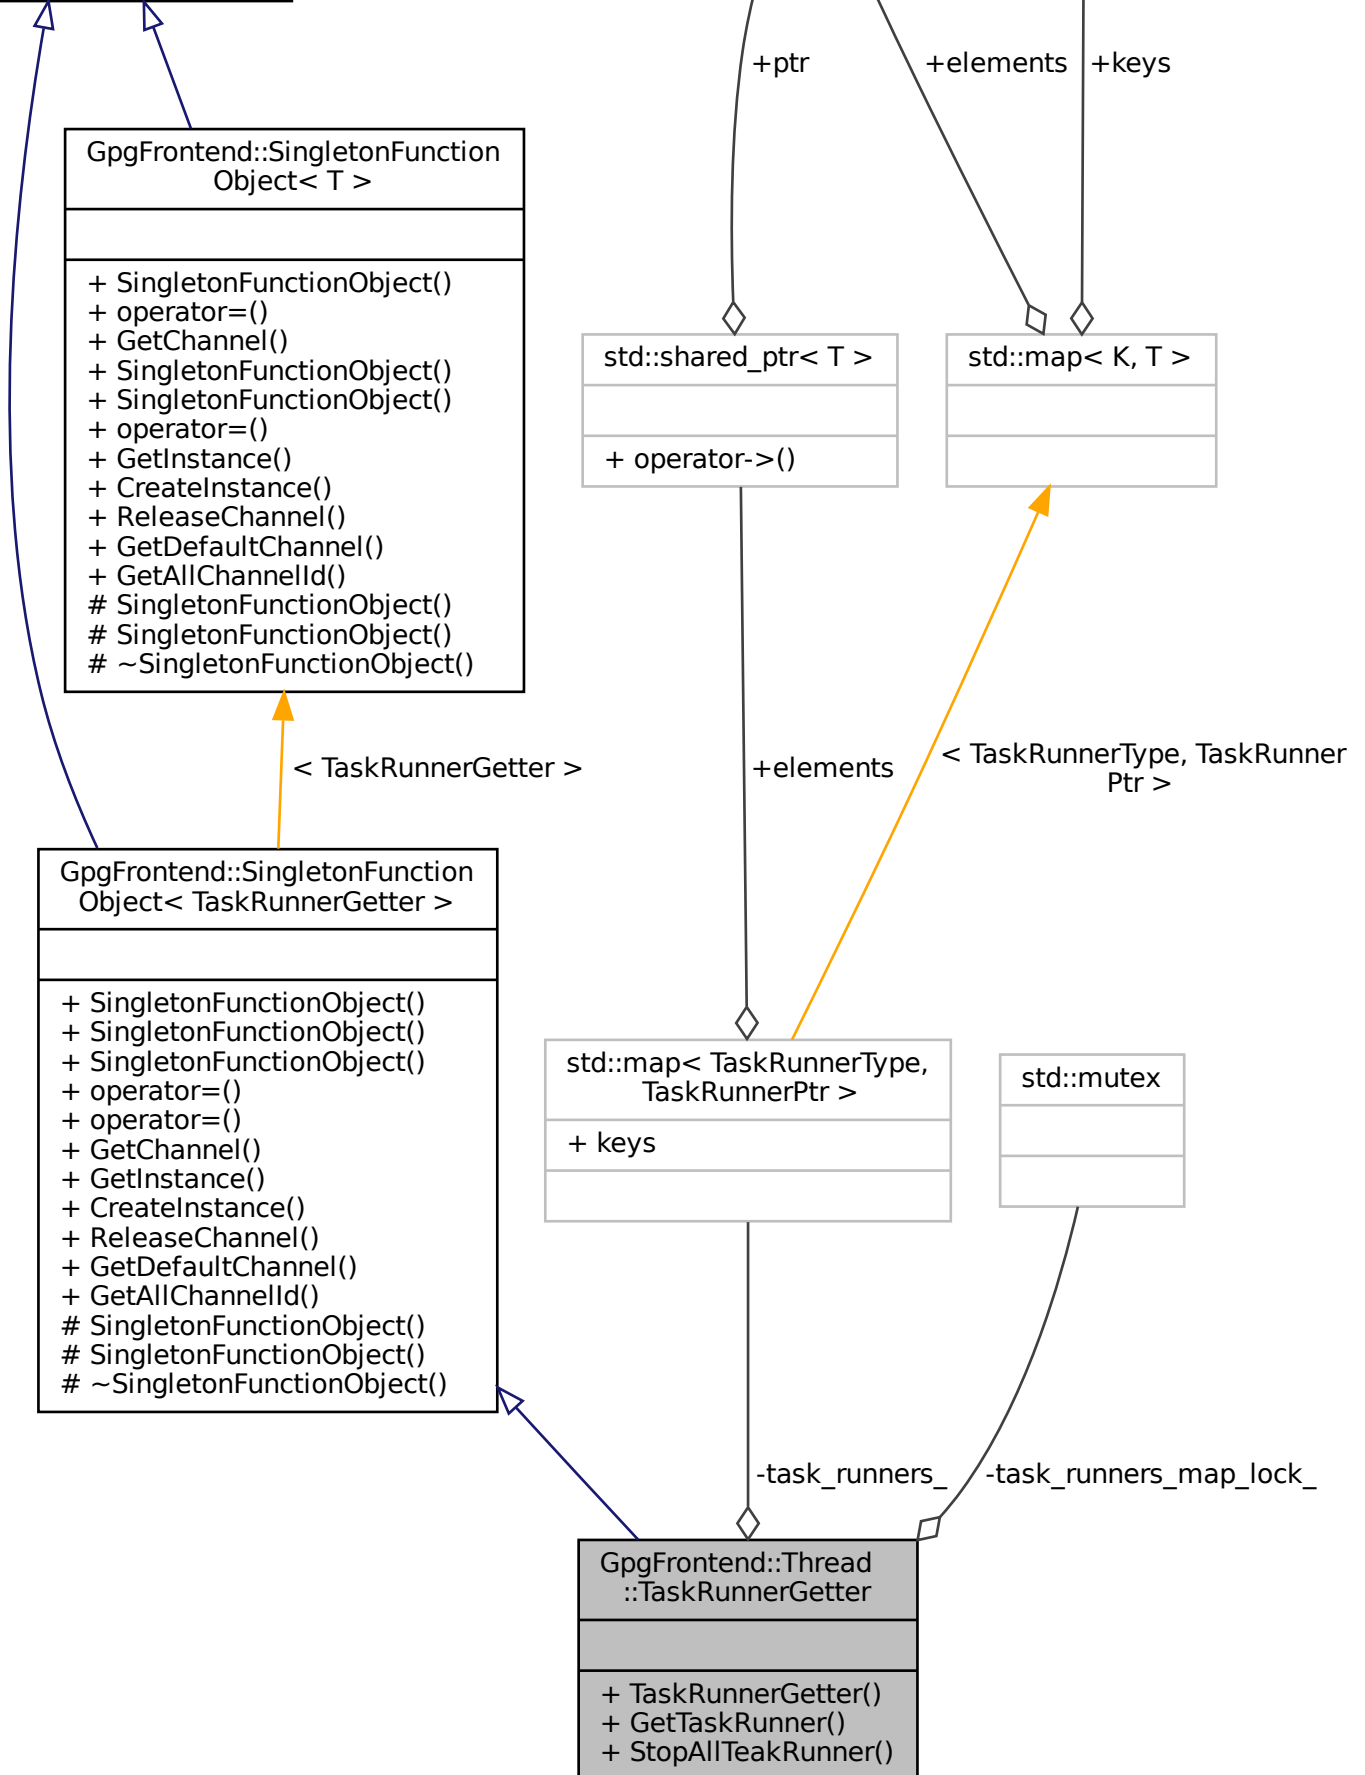 +ptr
+elements
+keys
GpgFrontend::SingletonFunction
Object< T >
+ SingletonFunctionObject()
+ operator=()
+ GetChannel()
+ SingletonFunctionObject()
+ SingletonFunctionObject()
+ operator=()
+ GetInstance()
+ CreateInstance()
+ ReleaseChannel()
+ GetDefaultChannel()
+ GetAllChannelId()
# SingletonFunctionObject()
# SingletonFunctionObject()
# ~SingletonFunctionObject()
std::shared_ptr< T >
+ operator->()
std::map< K, T >
< TaskRunnerGetter >
+elements
< TaskRunnerType, TaskRunner
Ptr >
GpgFrontend::SingletonFunction
Object< TaskRunnerGetter >
+ SingletonFunctionObject()
+ SingletonFunctionObject()
+ SingletonFunctionObject()
+ operator=()
+ operator=()
+ GetChannel()
+ GetInstance()
+ CreateInstance()
+ ReleaseChannel()
+ GetDefaultChannel()
+ GetAllChannelId()
# SingletonFunctionObject()
# SingletonFunctionObject()
# ~SingletonFunctionObject()
std::map< TaskRunnerType,
TaskRunnerPtr >
+ keys
std::mutex
-task_runners_
-task_runners_map_lock_
GpgFrontend::Thread
::TaskRunnerGetter
+ TaskRunnerGetter()
+ GetTaskRunner()
+ StopAllTeakRunner()